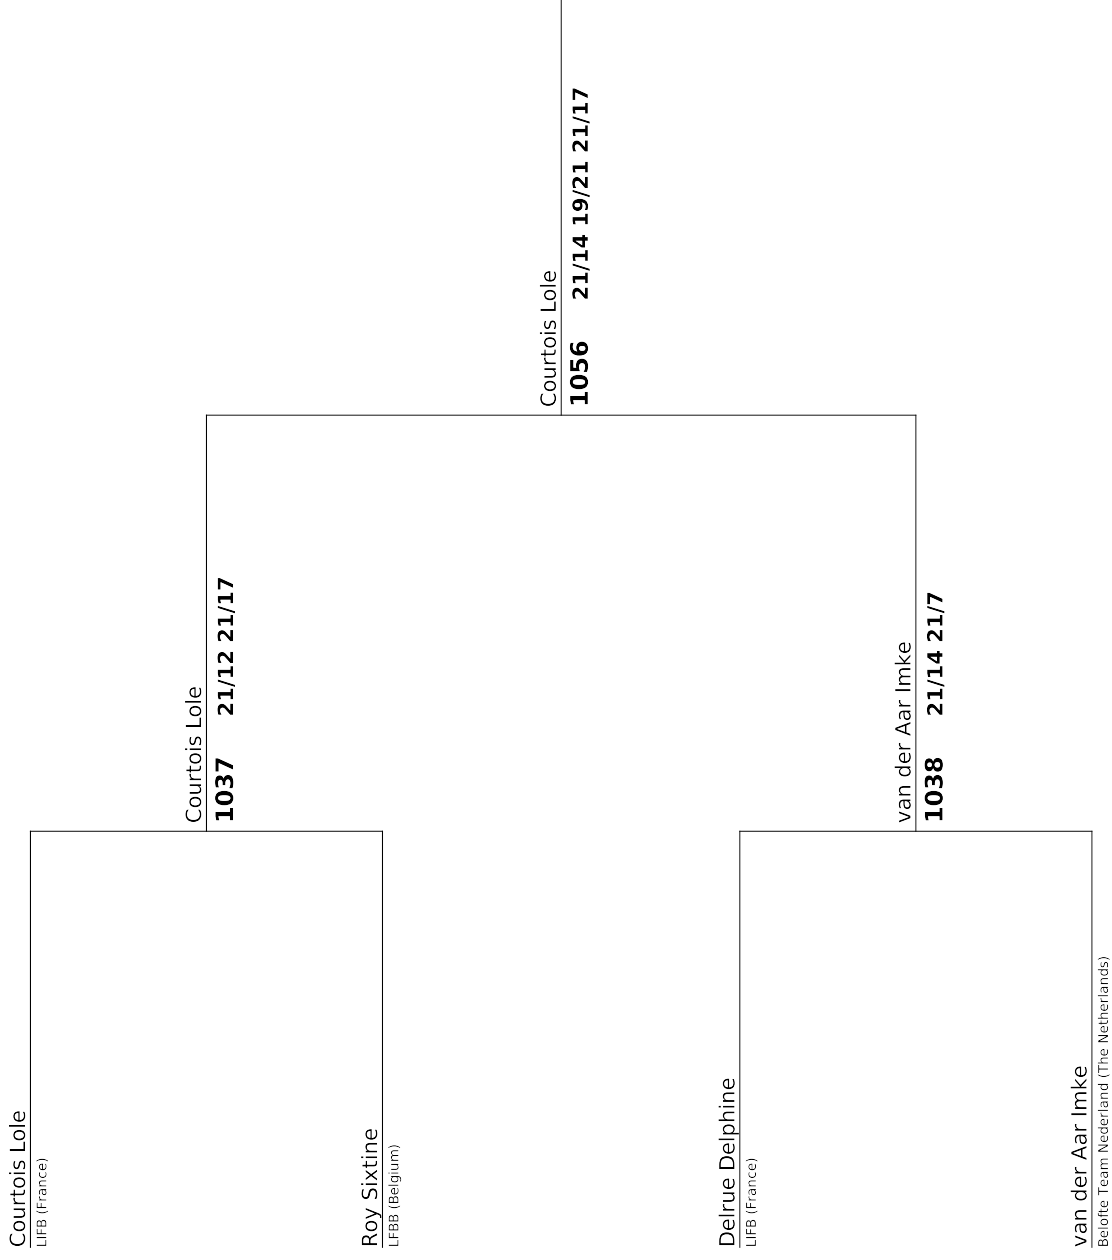 Courtois Lole
LIFB (France)
Roy Sixtine
LFBB (Belgium)
Delrue Delphine
LIFB (France)
van der Aar Imke
Belofte Team Nederland (The Netherlands)
Courtois Lole
1037 21/12 21/17
van der Aar Imke
1038 21/14 21/7
Courtois Lole
1056 21/14 19/21 21/17